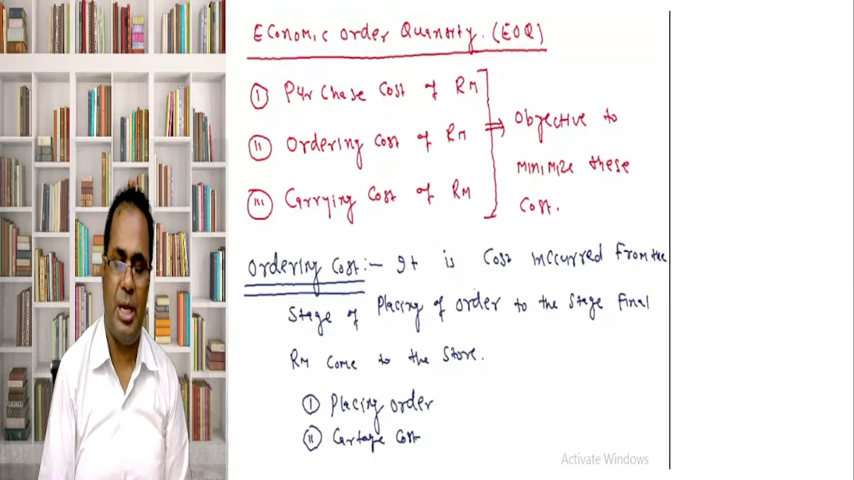 Economic Order Quantity. (EOQ)
I Purchase Cost of RM
II Ordering Cost of RM
III Carrying Cost of RM
⇒ Objective to
minimize these
Cost.
Ordering Cost:- It is Cost incurred from the
Stage of Placing of order to the Stage Final
RM Come to the Store.
I Placing order
II Cartage Cost
Activate Windows